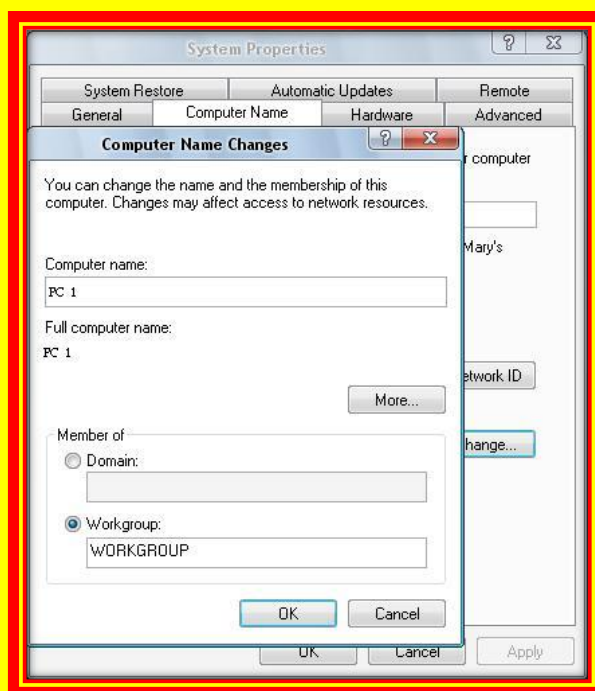 System Properties
System Restore
Automatic Updates
Remote
General
Computer Name
Hardware
Advanced
Computer Name Changes
r computer
You can change the name and the membership of this
computer. Changes may affect access to network resources.
Mary's
Computer name:
PC 1
Full computer name:
PC 1
etwork ID
More...
Member of
hange...
Domain:
Workgroup:
WORKGROUP
OK
Cancel
OK
Cancel
Apply